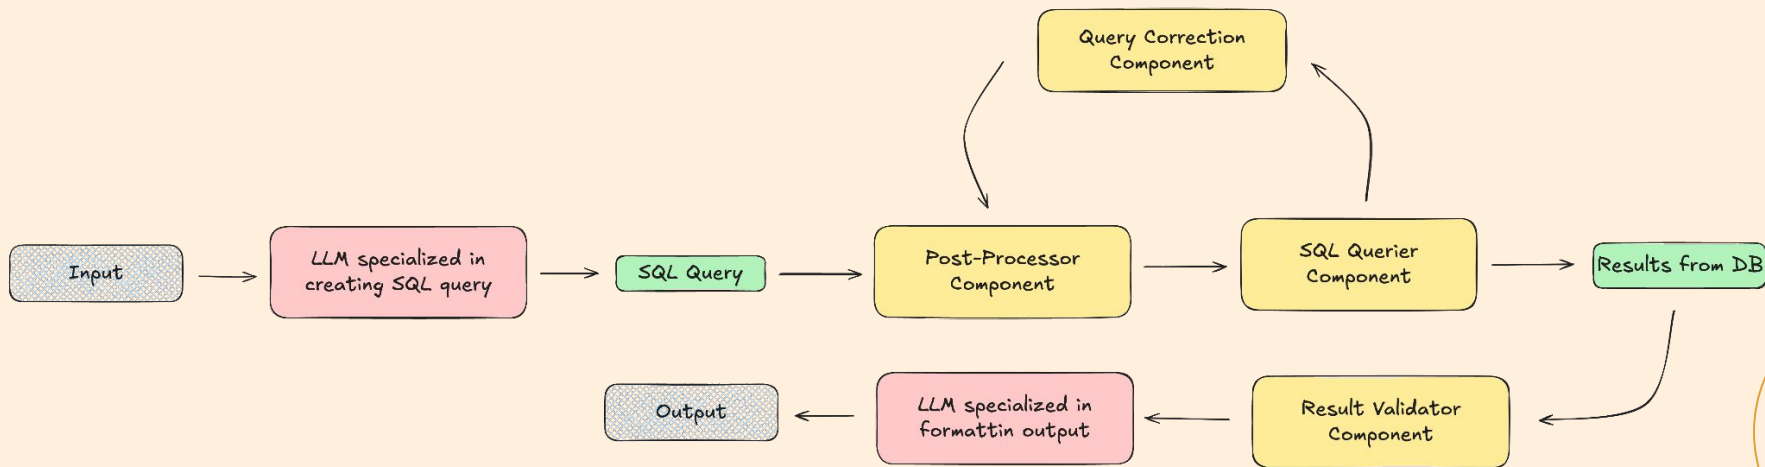 Query Correction
Component
Input
LLM specialized in
creating SQL query
SQL Query
Post-Processor
Component
SQL Querier
Component
Results from DB
Output
LLM specialized in
formattin output
Result Validator
Component